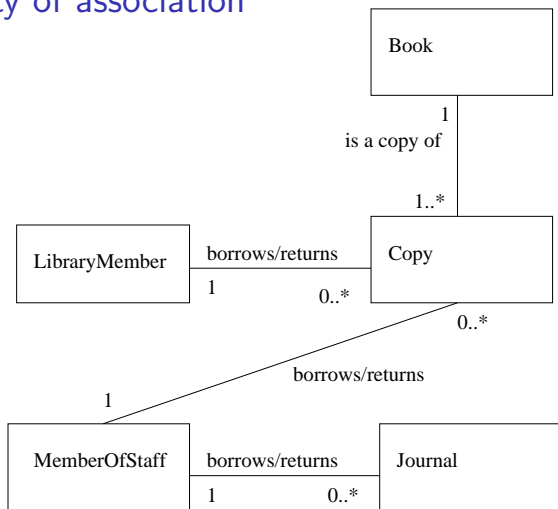 ty of association
Book
1
is a copy of
1..*
LibraryMember
borrows/returns
Copy
1
0..*
0..*
borrows/returns
1
MemberOfStaff
borrows/returns
Journal
1
0..*